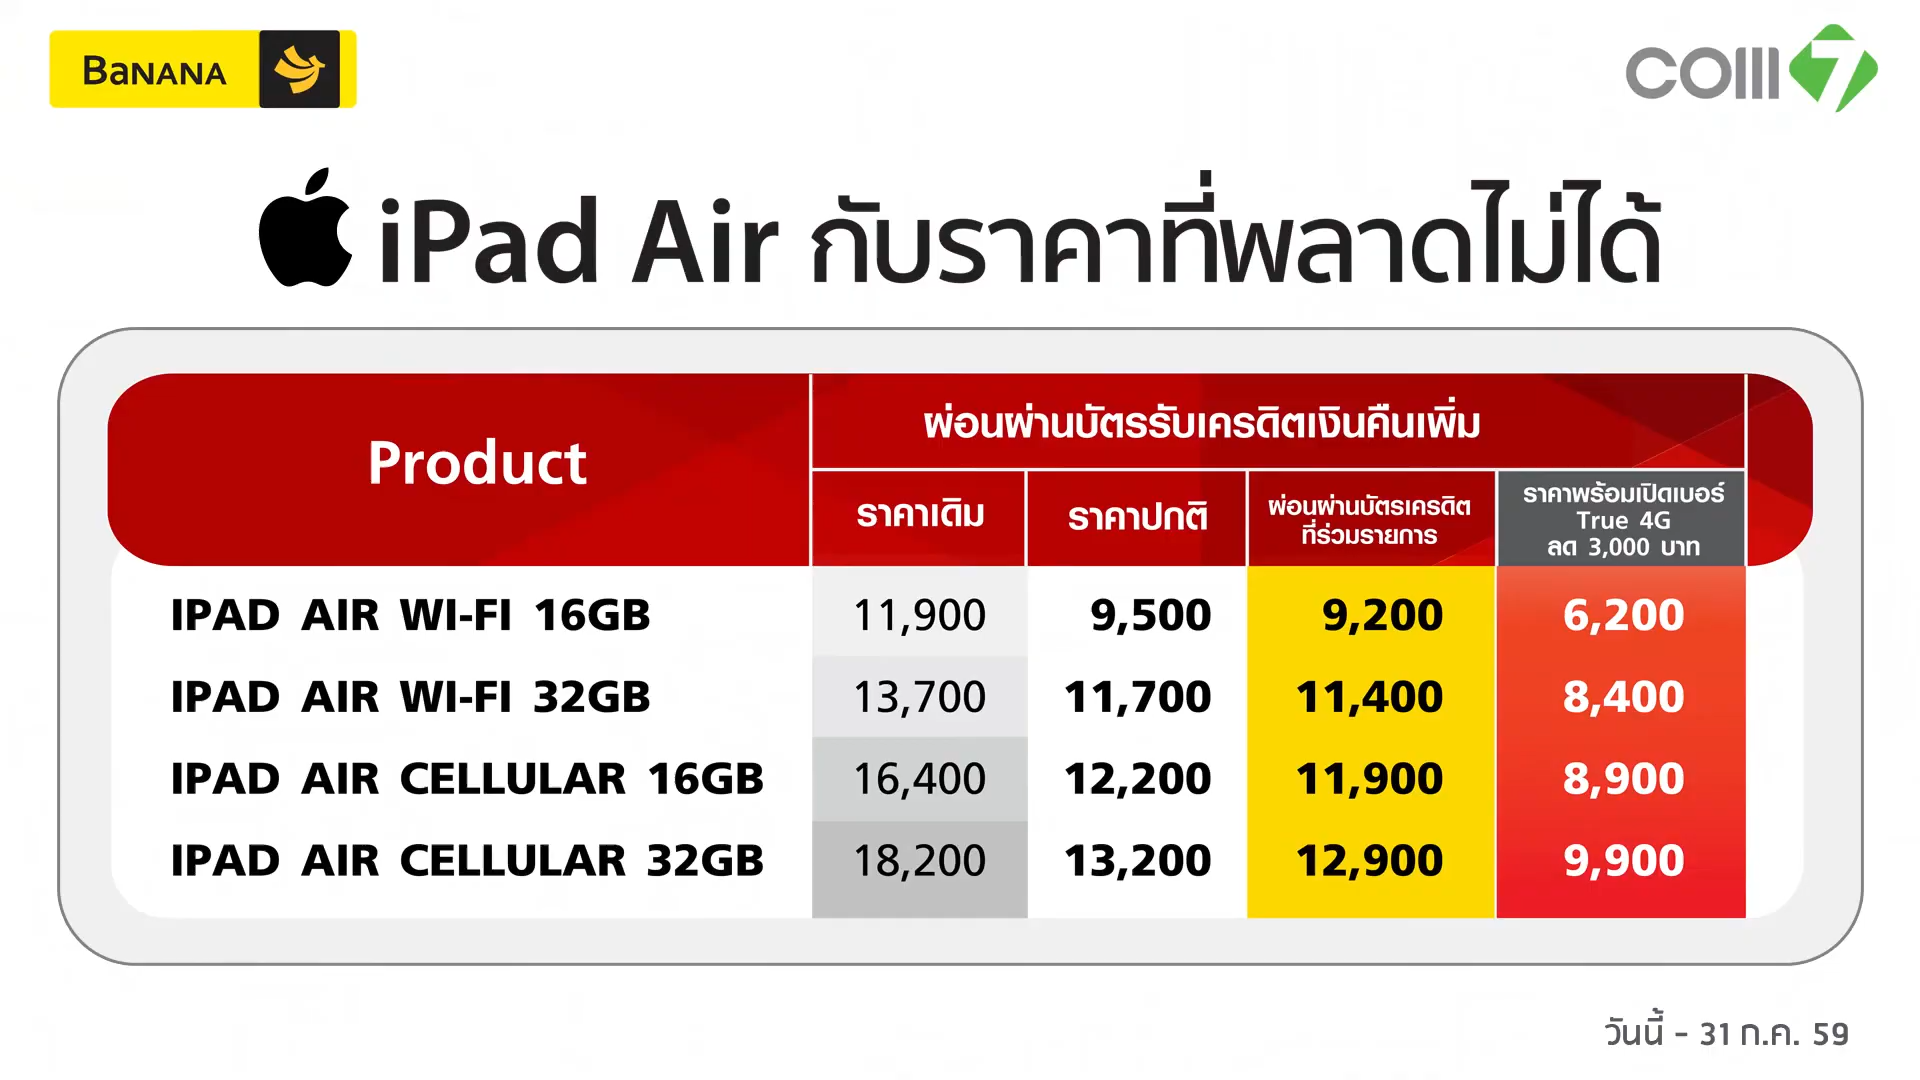 BaNANA
COM7
iPad Air กับราคาที่พลาดไม่ได้
Product
ผ่อนผ่านบัตรรับเครดิตเงินคืนเพิ่ม
ราคาเดิม
ราคาปกติ
ผ่อนผ่านบัตรเครดิต
ที่ร่วมรายการ
ราคาพร้อมเปิดเบอร์
True 4G
ลด 3,000 บาท
IPAD AIR WI-FI 16GB 11,900 9,500 9,200 6,200
IPAD AIR WI-FI 32GB 13,700 11,700 11,400 8,400
IPAD AIR CELLULAR 16GB 16,400 12,200 11,900 8,900
IPAD AIR CELLULAR 32GB 18,200 13,200 12,900 9,900
วันนี้ - 31 ก.ค. 59